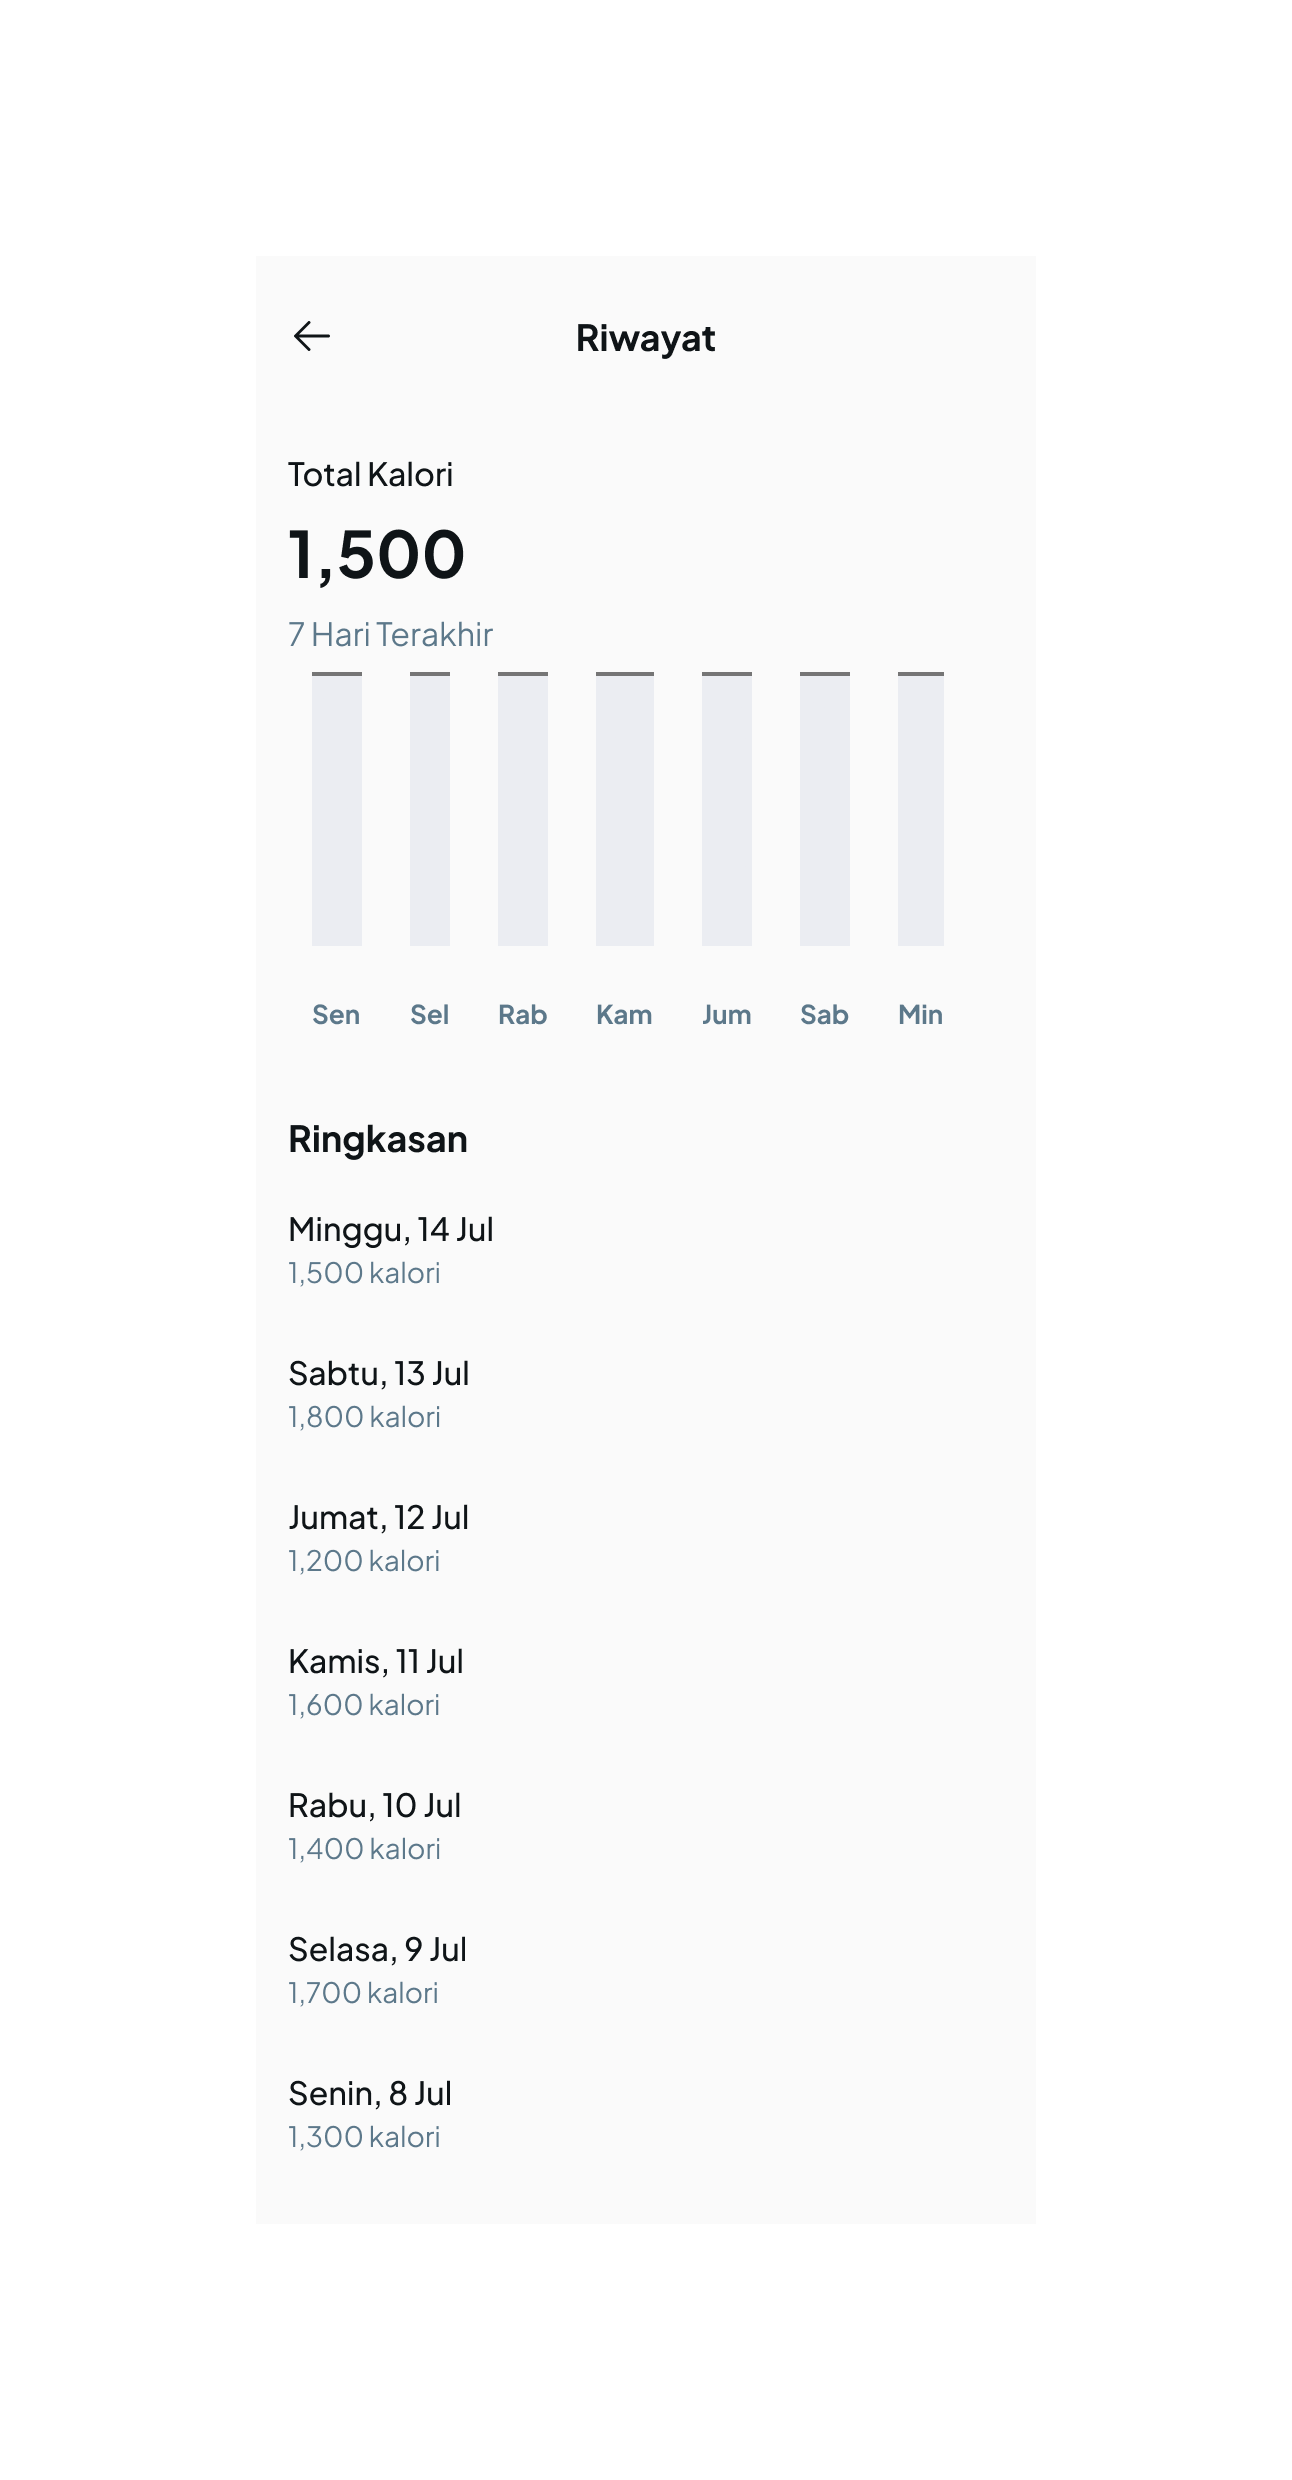 Riwayat
Total Kalori
1,500
7 Hari Terakhir
Sen Sel Rab Kam Jum Sab Min
Ringkasan
Minggu, 14 Jul
1,500 kalori
Sabtu, 13 Jul
1,800 kalori
Jumat, 12 Jul
1,200 kalori
Kamis, 11 Jul
1,600 kalori
Rabu, 10 Jul
1,400 kalori
Selasa, 9 Jul
1,700 kalori
Senin, 8 Jul
1,300 kalori